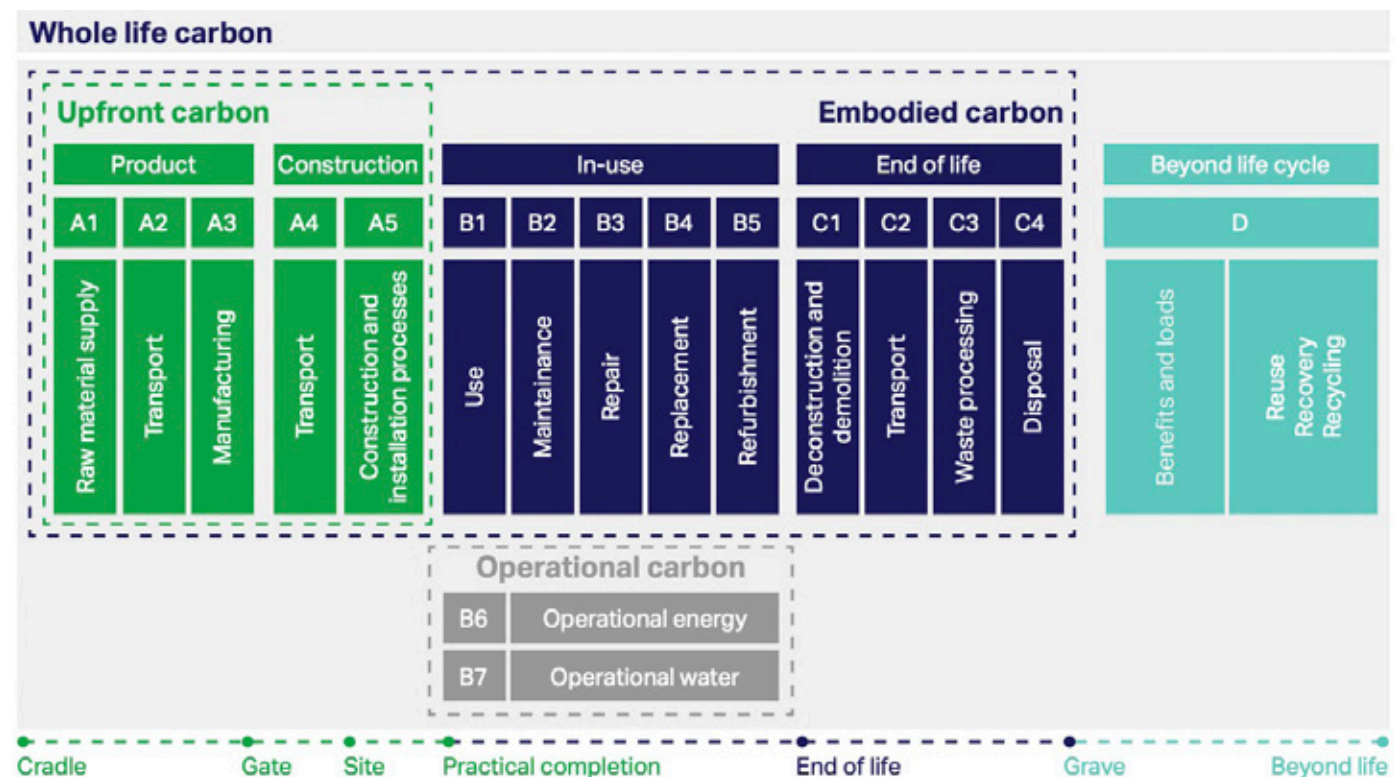 Whole life carbon
Upfront carbon
Embodied carbon
Product
Construction
In-use
End of life
Beyond life cycle
A1
A2
A3
A4
A5
B1
B2
B3
B4
B5
C1
C2
C3
C4
D
Raw material supply
Transport
Manufacturing
Transport
Construction and
installation processes
Use
Maintainance
Repair
Replacement
Refurbishment
Deconstruction and
demolition
Transport
Waste processing
Disposal
Benefits and loads
Reuse
Recovery
Recycling
Operational carbon
B6
Operational energy
B7
Operational water
Cradle
Gate
Site
Practical completion
End of life
Grave
Beyond life